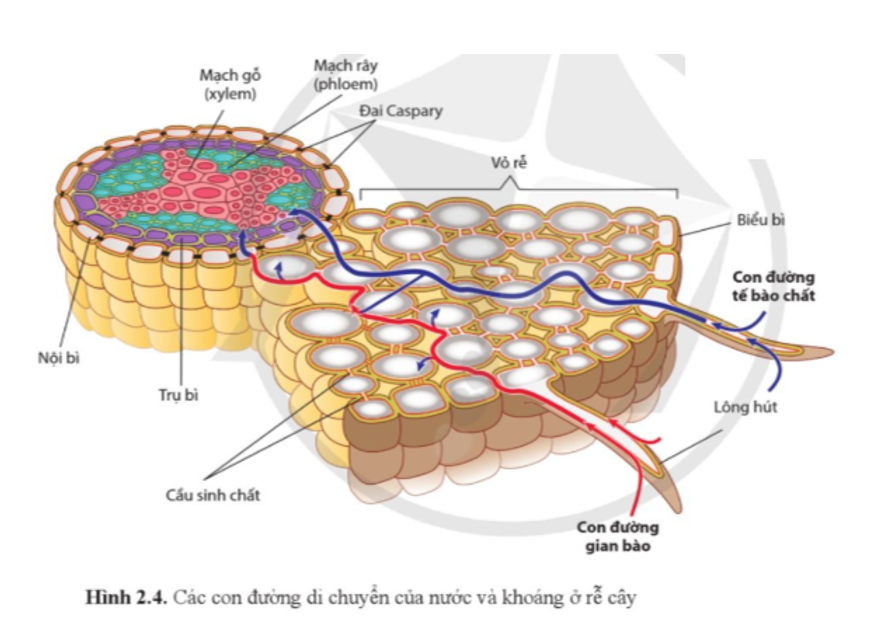 Mạch gỗ
(xylem)
Mạch rây
(phloem)
Đai Caspary
Vỏ rễ
Biểu bì
Con đường
tế bào chất
Nội bì
Trụ bì
Lông hút
Cầu sinh chất
Con đường
gian bào
Hình 2.4. Các con đường di chuyển của nước và khoáng ở rễ cây